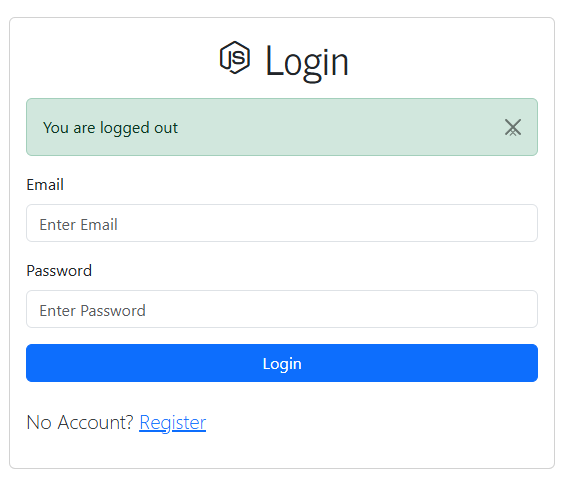 JS Login
You are logged out
Email
Enter Email
Password
Enter Password
Login
No Account? Register